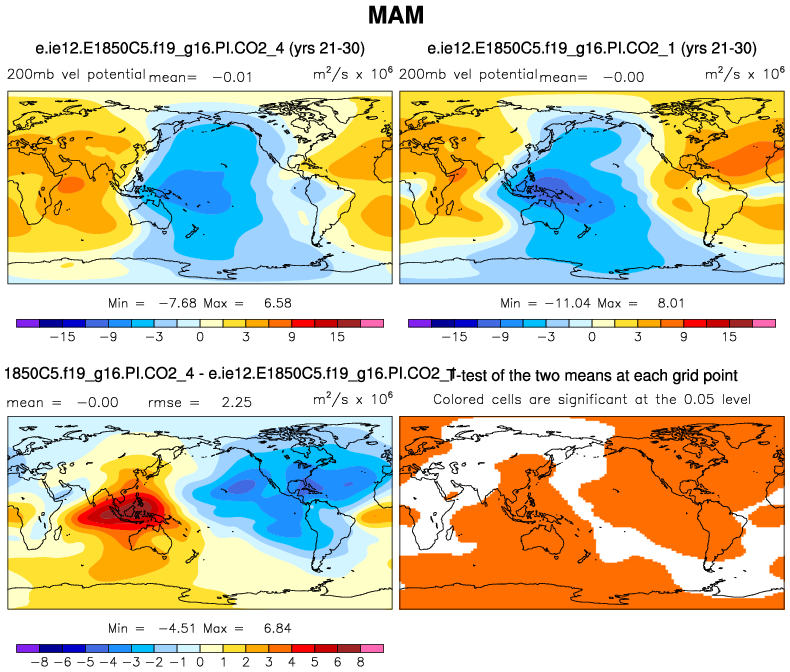 MAM
e.ie12.E1850C5.f19_g16.PI.CO2_4 (yrs 21-30)
e.ie12.E1850C5.f19_g16.PI.CO2_1 (yrs 21-30)
200mb vel potential mean= -0.01 m²/s x 10⁶
200mb vel potential mean= -0.00 m²/s x 10⁶
Min = -7.68 Max = 6.58
Min = -11.04 Max = 8.01
-15 -9 -3 0 3 9 15
-15 -9 -3 0 3 9 15
1850C5.f19_g16.PI.CO2_4 - e.ie12.E1850C5.f19_g16.PI.CO2_
T-test of the two means at each grid point
mean = -0.00 rmse = 2.25 m²/s x 10⁶
Colored cells are significant at the 0.05 level
Min = -4.51 Max = 6.84
-8 -6 -5 -4 -3 -2 -1 0 1 2 3 4 5 6 8